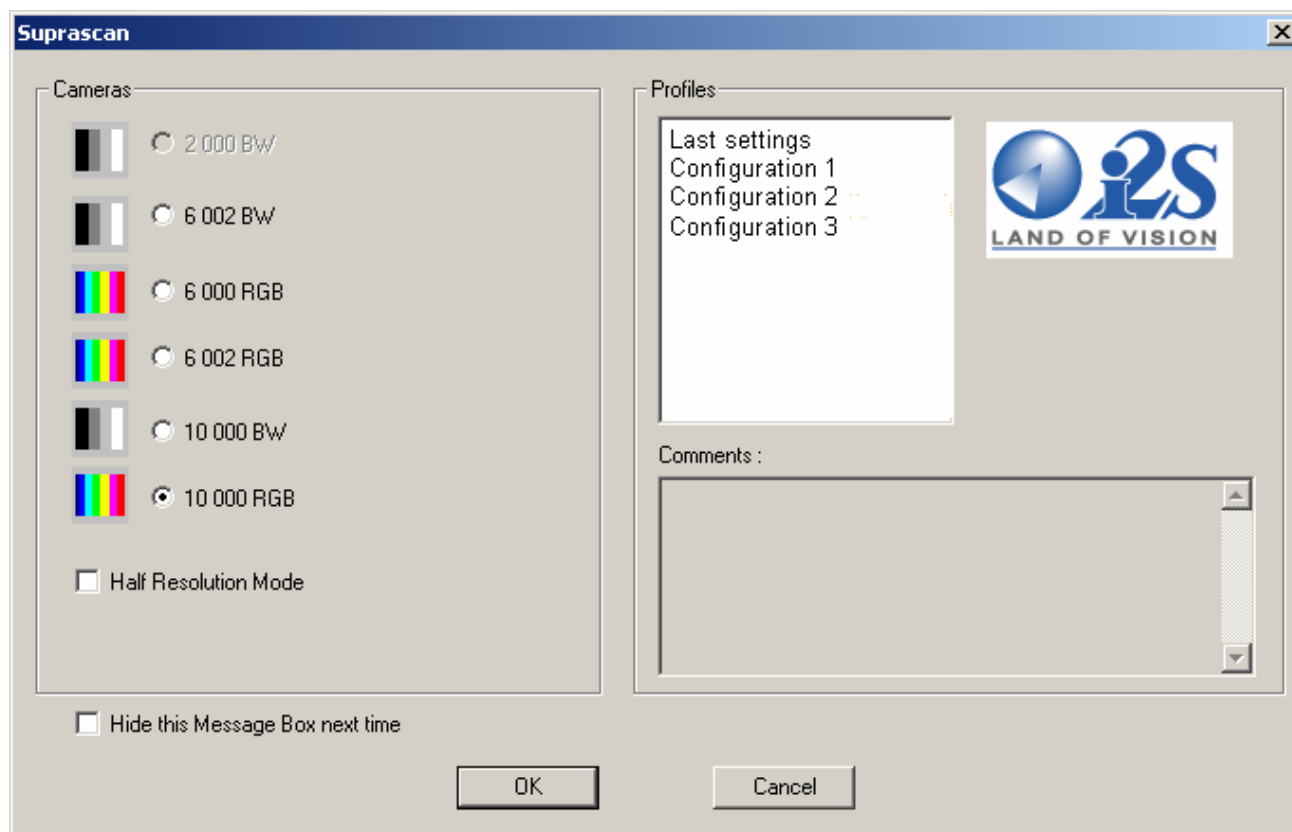 Suprascan
Cameras
2 000 BW
6 002 BW
6 000 RGB
6 002 RGB
10 000 BW
10 000 RGB
Half Resolution Mode
Hide this Message Box next time
Profiles
Last settings
Configuration 1
Configuration 2
Configuration 3
i2S
LAND OF VISION
Comments :
OK
Cancel